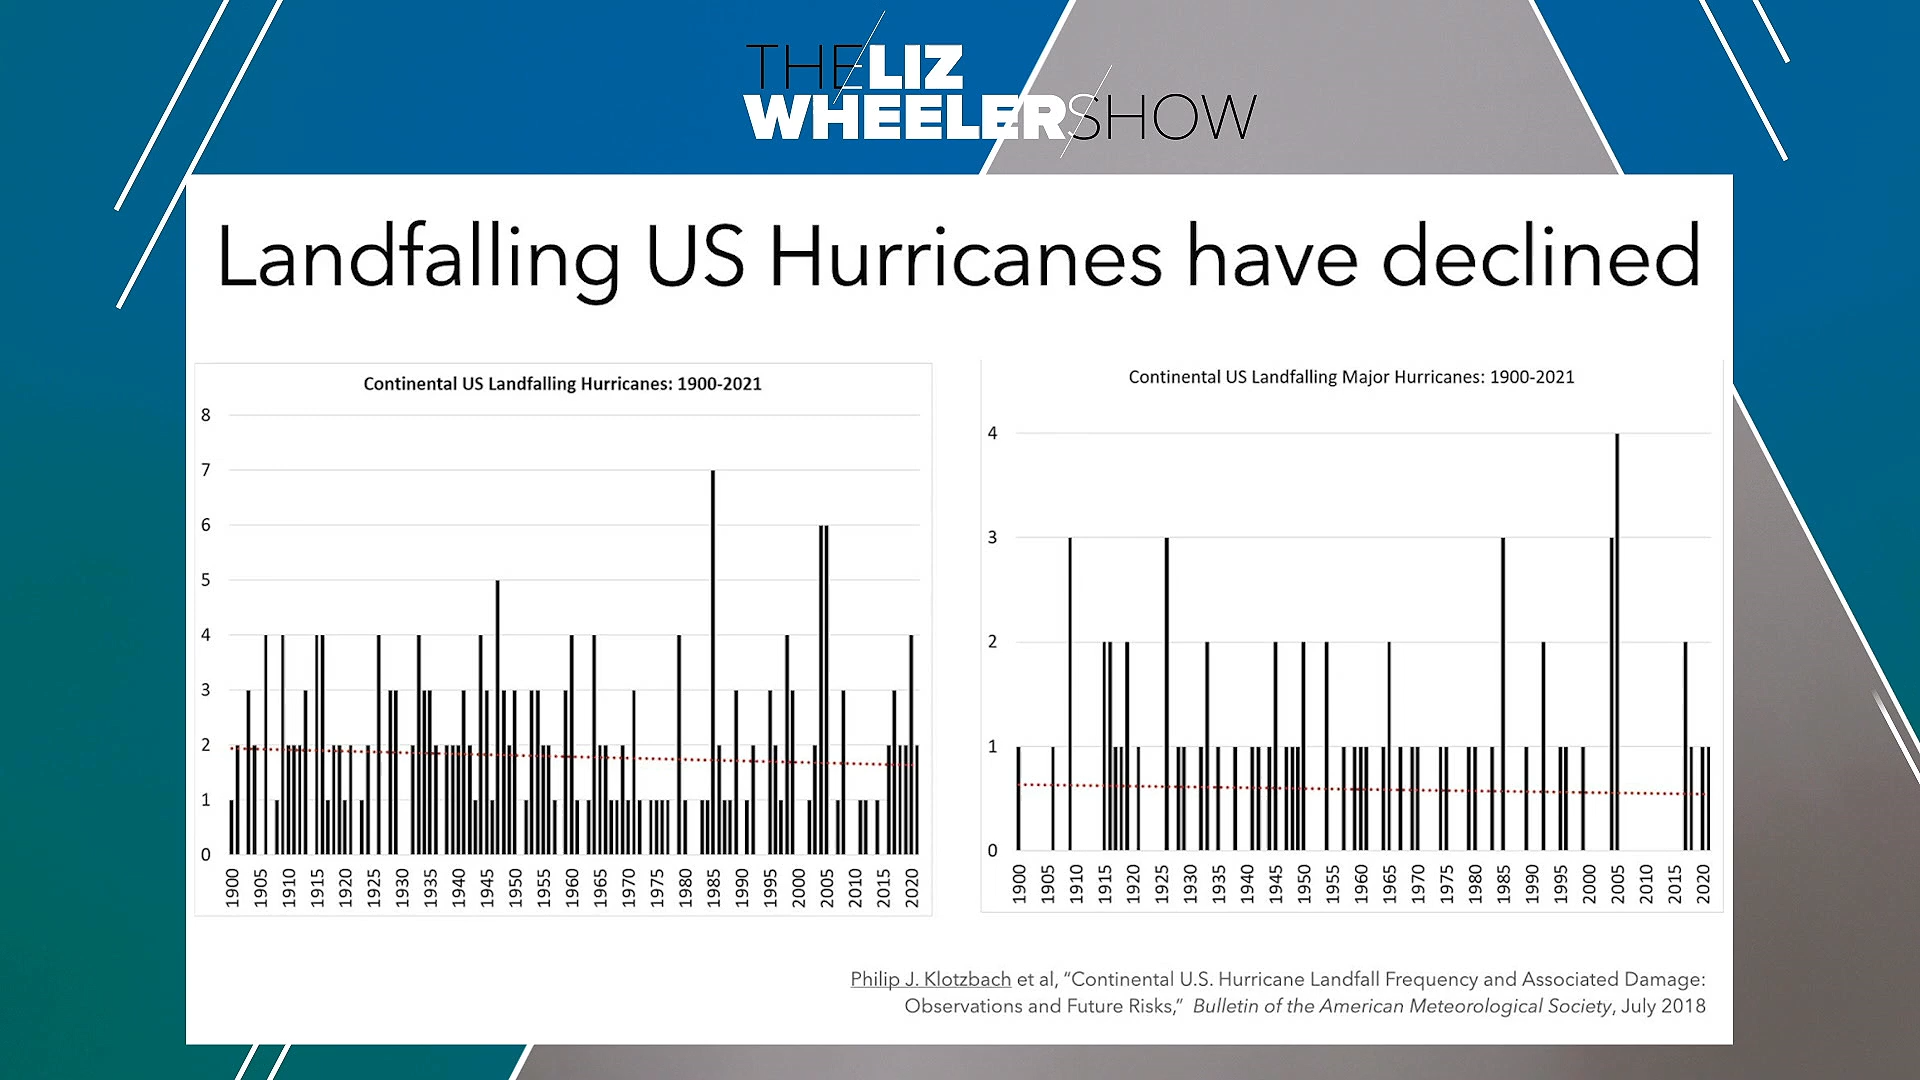 THE LIZ
WHEELER SHOW
Landfalling US Hurricanes have declined
Continental US Landfalling Hurricanes: 1900-2021
8
7
6
5
4
3
2
1
0
1900 1905 1910 1915 1920 1925 1930 1935 1940 1945 1950 1955 1960 1965 1970 1975 1980 1985 1990 1995 2000 2005 2010 2015 2020
Continental US Landfalling Major Hurricanes: 1900-2021
4
3
2
1
0
1900 1905 1910 1915 1920 1925 1930 1935 1940 1945 1950 1955 1960 1965 1970 1975 1980 1985 1990 1995 2000 2005 2010 2015 2020
Philip J. Klotzbach et al, “Continental U.S. Hurricane Landfall Frequency and Associated Damage:
Observations and Future Risks,” Bulletin of the American Meteorological Society, July 2018